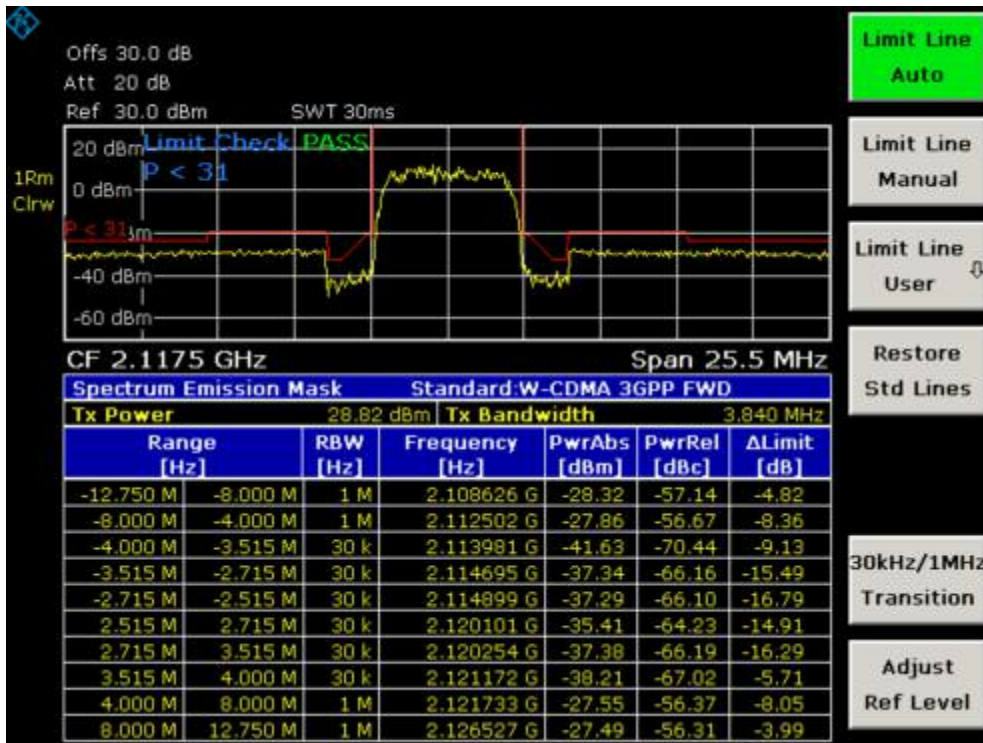 Offs 30.0 dB
Att 20 dB
Ref 30.0 dBm SWT 30ms
1Rm
Clrw
20 dBm
Limit Check PASS
P < 31
0 dBm
P < 31
-40 dBm
-60 dBm
CF 2.1175 GHz Span 25.5 MHz
Spectrum Emission Mask Standard:W-CDMA 3GPP FWD
Tx Power 28.82 dBm Tx Bandwidth 3.840 MHz
Range [Hz] RBW [Hz] Frequency [Hz] PwrAbs [dBm] PwrRel [dBc] ΔLimit [dB]
-12.750 M -8.000 M 1 M 2.108626 G -28.32 -57.14 -4.82
-8.000 M -4.000 M 1 M 2.112502 G -27.86 -56.67 -8.36
-4.000 M -3.515 M 30 k 2.113981 G -41.63 -70.44 -9.13
-3.515 M -2.715 M 30 k 2.114695 G -37.34 -66.16 -15.49
-2.715 M -2.515 M 30 k 2.114899 G -37.29 -66.10 -16.79
2.515 M 2.715 M 30 k 2.120101 G -35.41 -64.23 -14.91
2.715 M 3.515 M 30 k 2.120254 G -37.38 -66.19 -16.29
3.515 M 4.000 M 30 k 2.121172 G -38.21 -67.02 -5.71
4.000 M 8.000 M 1 M 2.121733 G -27.55 -56.37 -8.05
8.000 M 12.750 M 1 M 2.126527 G -27.49 -56.31 -3.99
Limit Line
Auto
Limit Line
Manual
Limit Line
User
Restore
Std Lines
30kHz/1MHz
Transition
Adjust
Ref Level